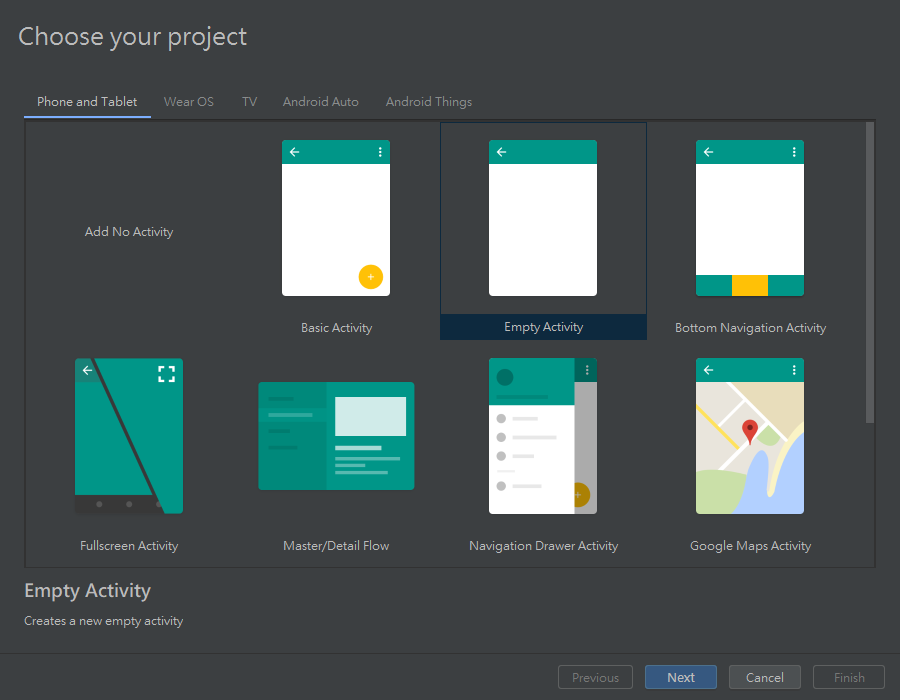 Choose your project
Phone and Tablet Wear OS TV Android Auto Android Things
Add No Activity
Basic Activity
Empty Activity
Bottom Navigation Activity
Fullscreen Activity
Master/Detail Flow
Navigation Drawer Activity
Google Maps Activity
Empty Activity
Creates a new empty activity
Previous Next Cancel Finish